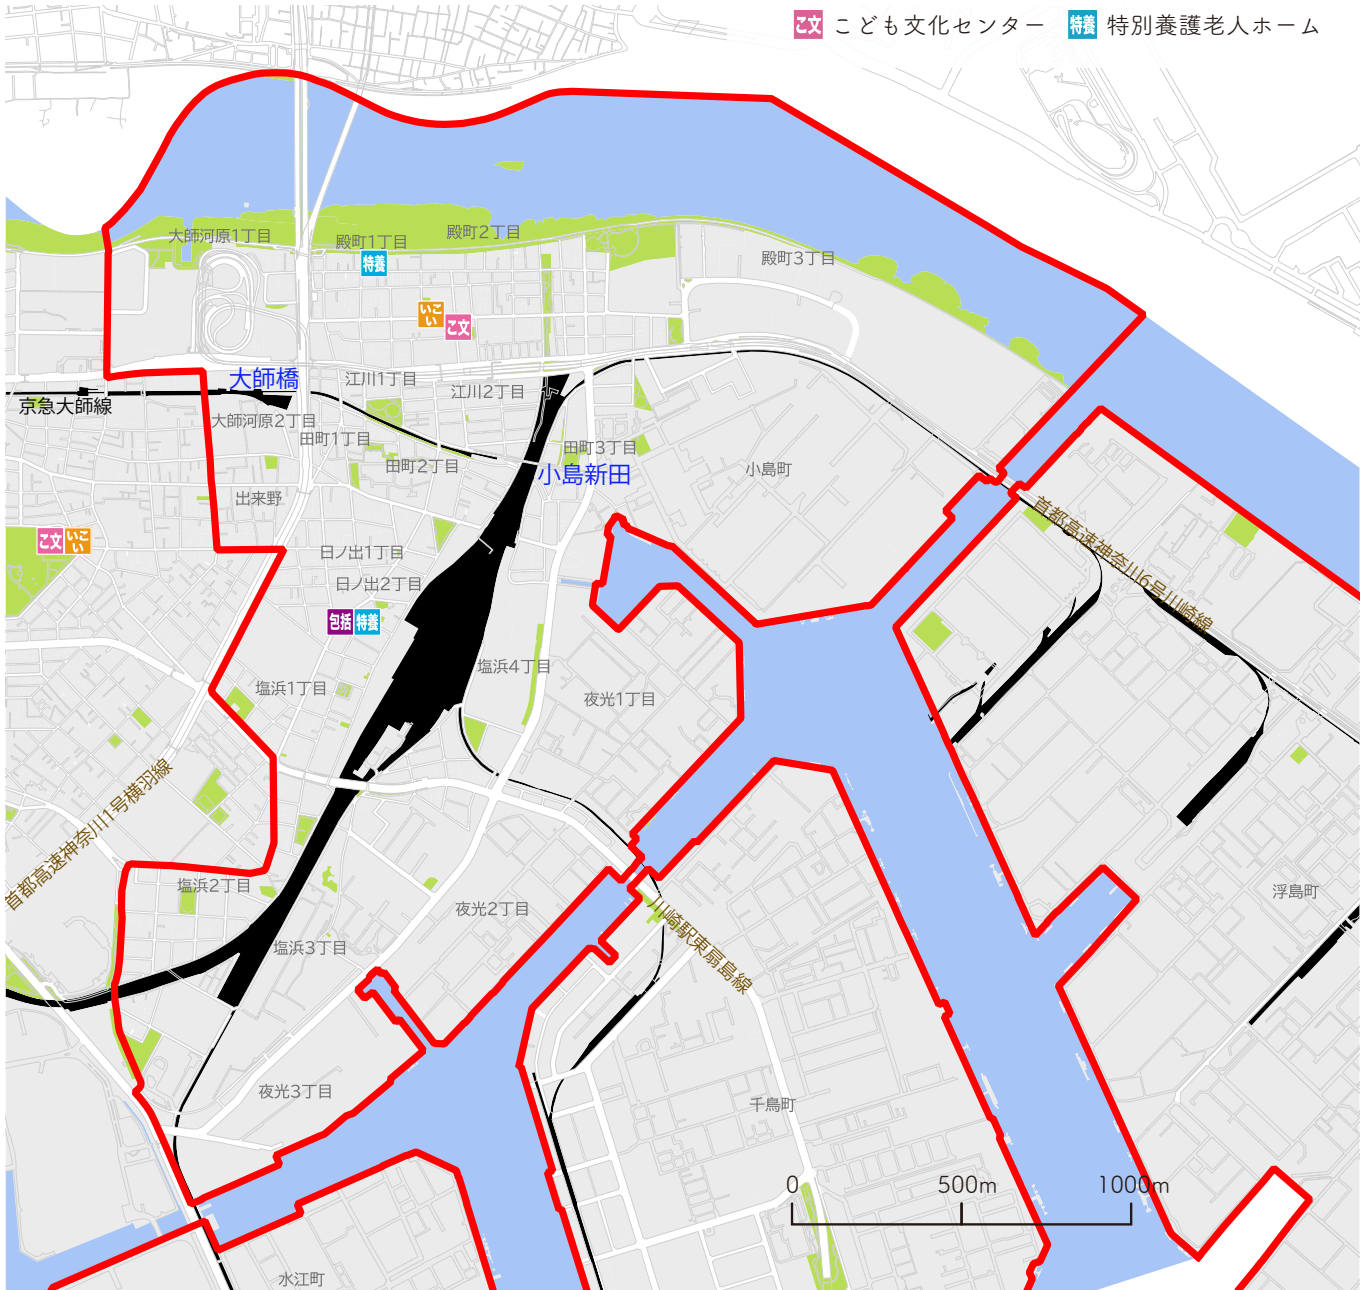 こ文 こども文化センター 特養 特別養護老人ホーム
大師河原1丁目
殿町1丁目
殿町2丁目
殿町3丁目
特養
いこい
こ文
大師橋
江川1丁目
江川2丁目
京急大師線
大師河原2丁目
田町1丁目
田町2丁目
田町3丁目
小島新田
小島町
出来野
首都高速神奈川6号川崎線
こ文
いこい
日ノ出1丁目
日ノ出2丁目
包括
特養
塩浜4丁目
塩浜1丁目
夜光1丁目
首都高速神奈川1号横羽線
塩浜2丁目
夜光2丁目
浮島町
川崎駅東扇島線
塩浜3丁目
夜光3丁目
千鳥町
0 500m 1000m
水江町